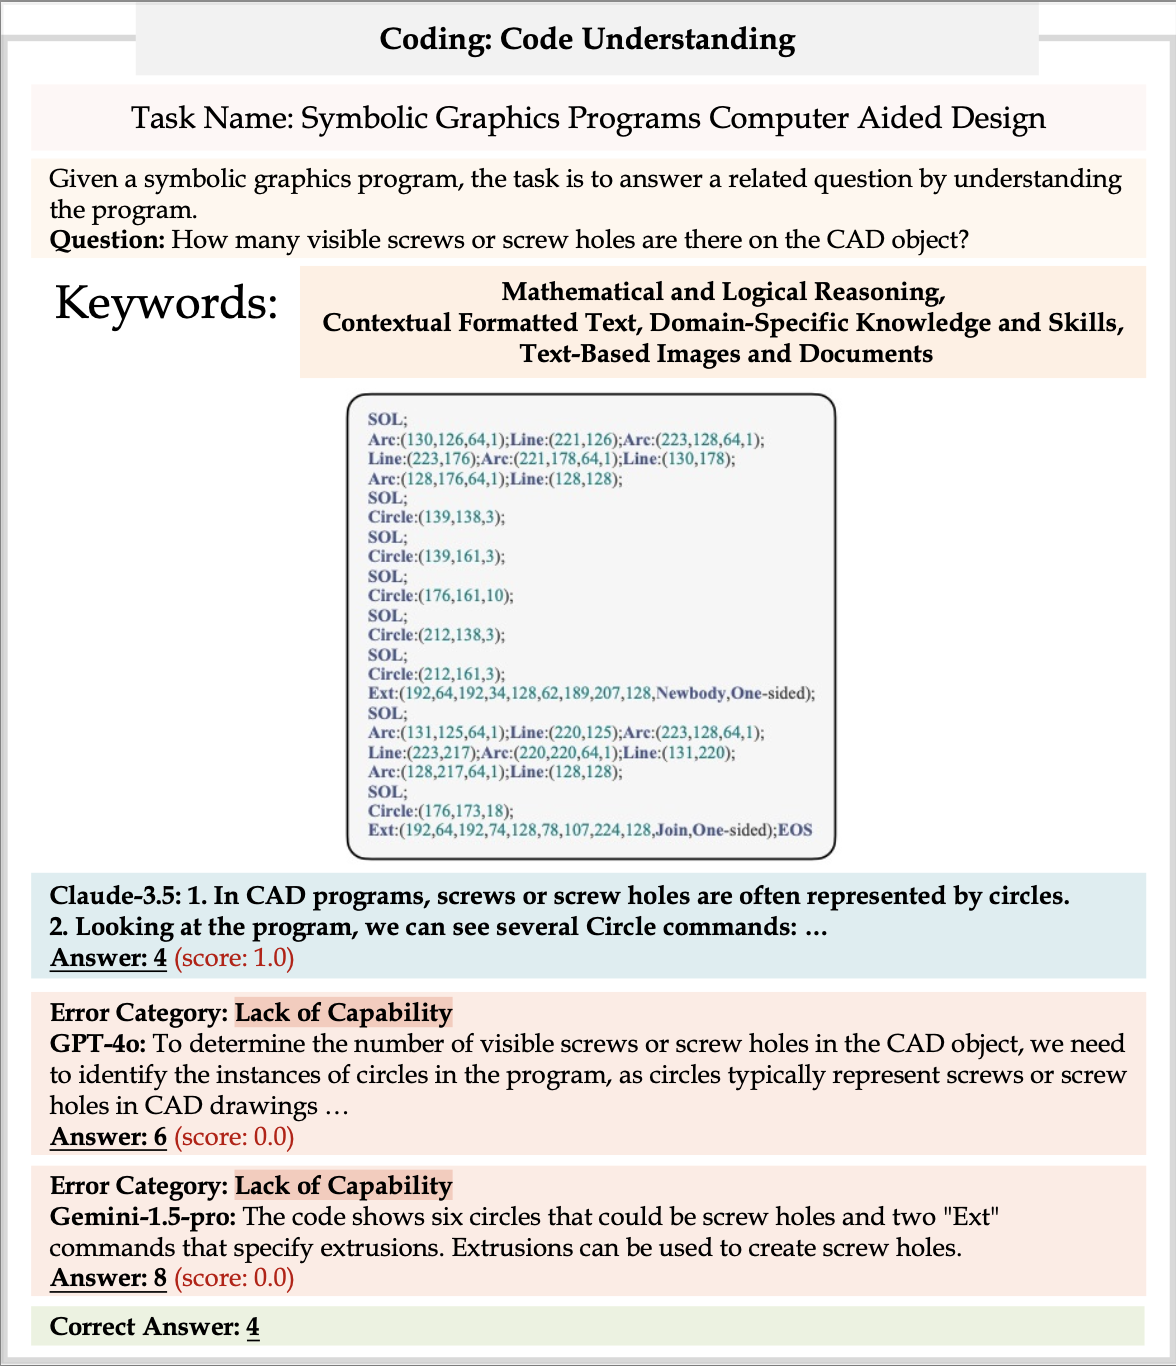 Coding: Code Understanding
Task Name: Symbolic Graphics Programs Computer Aided Design
Given a symbolic graphics program, the task is to answer a related question by understanding
the program.
Question: How many visible screws or screw holes are there on the CAD object?
Keywords:
Mathematical and Logical Reasoning,
Contextual Formatted Text, Domain-Specific Knowledge and Skills,
Text-Based Images and Documents
SOL;
Arc:(130,126,64,1);Line:(221,126);Arc:(223,128,64,1);
Line:(223,176);Arc:(221,178,64,1);Line:(130,178);
Arc:(128,176,64,1);Line:(128,128);
SOL;
Circle:(139,138,3);
SOL;
Circle:(139,161,3);
SOL;
Circle:(176,161,10);
SOL;
Circle:(212,138,3);
SOL;
Circle:(212,161,3);
Ext:(192,64,192,34,128,62,189,207,128,Newbody,One-sided);
SOL;
Arc:(131,125,64,1);Line:(220,125);Arc:(223,128,64,1);
Line:(223,217);Arc:(220,220,64,1);Line:(131,220);
Arc:(128,217,64,1);Line:(128,128);
SOL;
Circle:(176,173,18);
Ext:(192,64,192,74,128,78,107,224,128,Join,One-sided);EOS
Claude-3.5: 1. In CAD programs, screws or screw holes are often represented by circles.
2. Looking at the program, we can see several Circle commands: …
Answer: 4 (score: 1.0)
Error Category: Lack of Capability
GPT-4o: To determine the number of visible screws or screw holes in the CAD object, we need
to identify the instances of circles in the program, as circles typically represent screws or screw
holes in CAD drawings …
Answer: 6 (score: 0.0)
Error Category: Lack of Capability
Gemini-1.5-pro: The code shows six circles that could be screw holes and two "Ext"
commands that specify extrusions. Extrusions can be used to create screw holes.
Answer: 8 (score: 0.0)
Correct Answer: 4